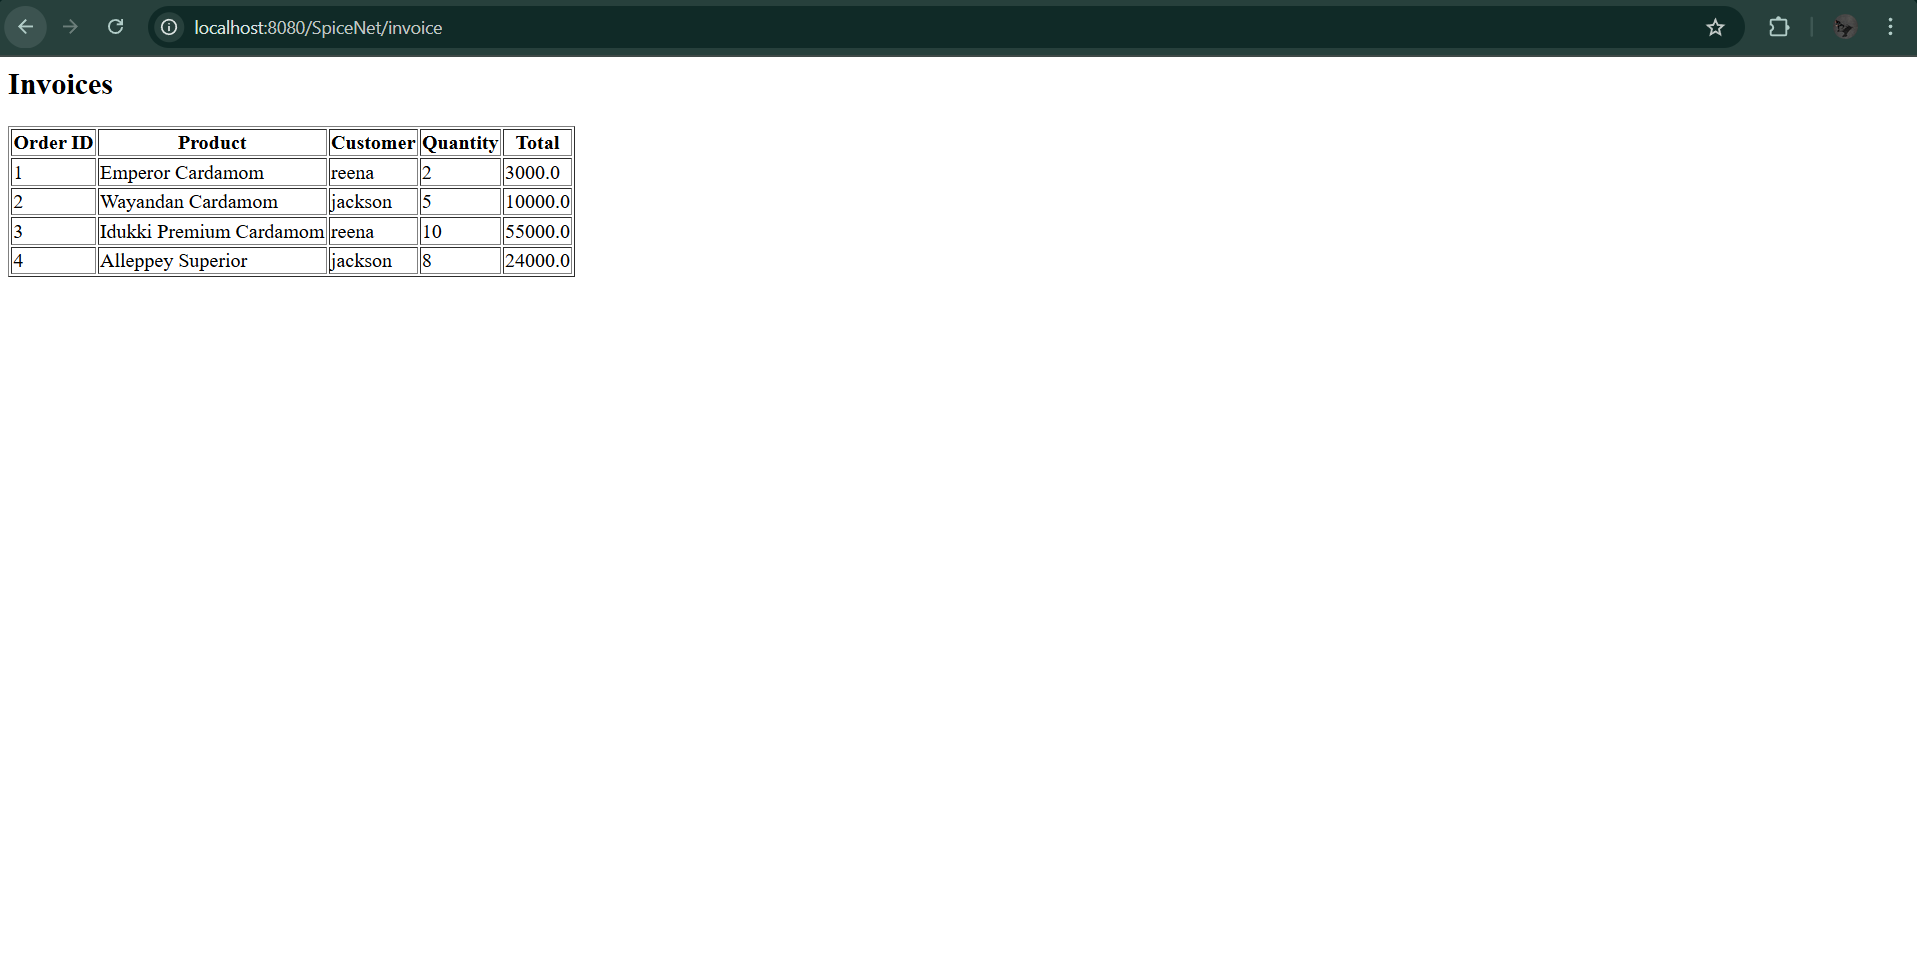 localhost:8080/SpiceNet/invoice
Invoices
Order ID Product Customer Quantity Total
1 Emperor Cardamom reena 2 3000.0
2 Wayandan Cardamom jackson 5 10000.0
3 Idukki Premium Cardamom reena 10 55000.0
4 Alleppey Superior jackson 8 24000.0